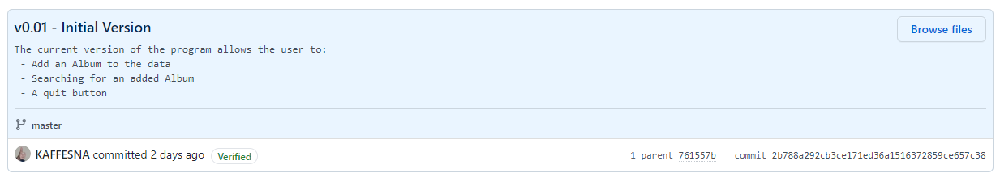 v0.01 - Initial Version
Browse files
The current version of the program allows the user to:
- Add an Album to the data
- Searching for an added Album
- A quit button
master
KAFFESNA committed 2 days ago Verified
1 parent 761557b commit 2b788a292cb3ce171ed36a1516372859ce657c38